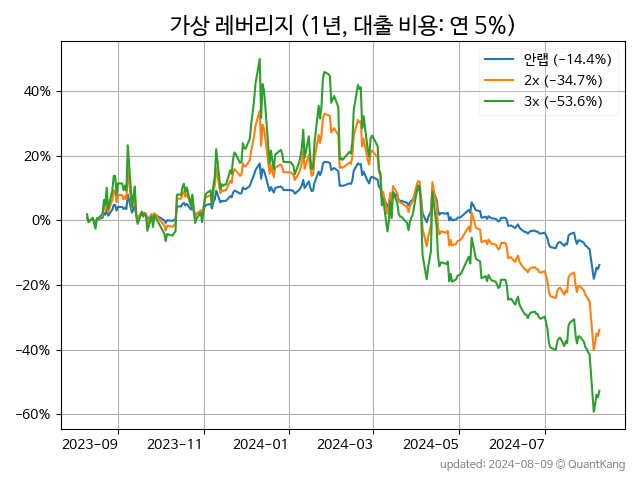 가상 레버리지 (1년, 대출 비용: 연 5%)
안랩 (−14.4%)
2x (−34.7%)
3x (−53.6%)
40%
20%
0%
−20%
−40%
−60%
2023-09 2023-11 2024-01 2024-03 2024-05 2024-07
updated: 2024-08-09 © QuantKang